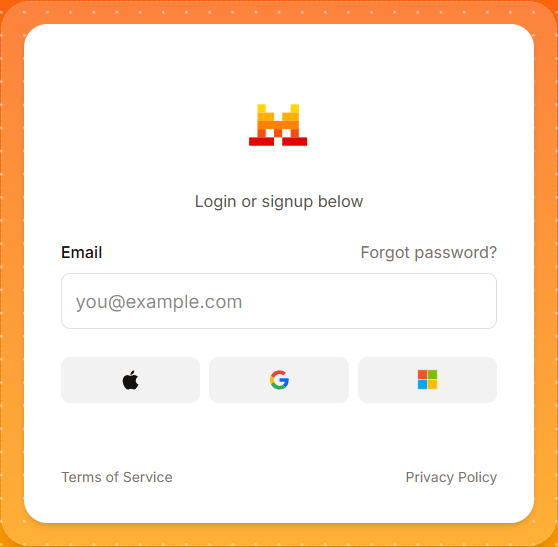 Login or signup below
Email Forgot password?
you@example.com
Terms of Service Privacy Policy